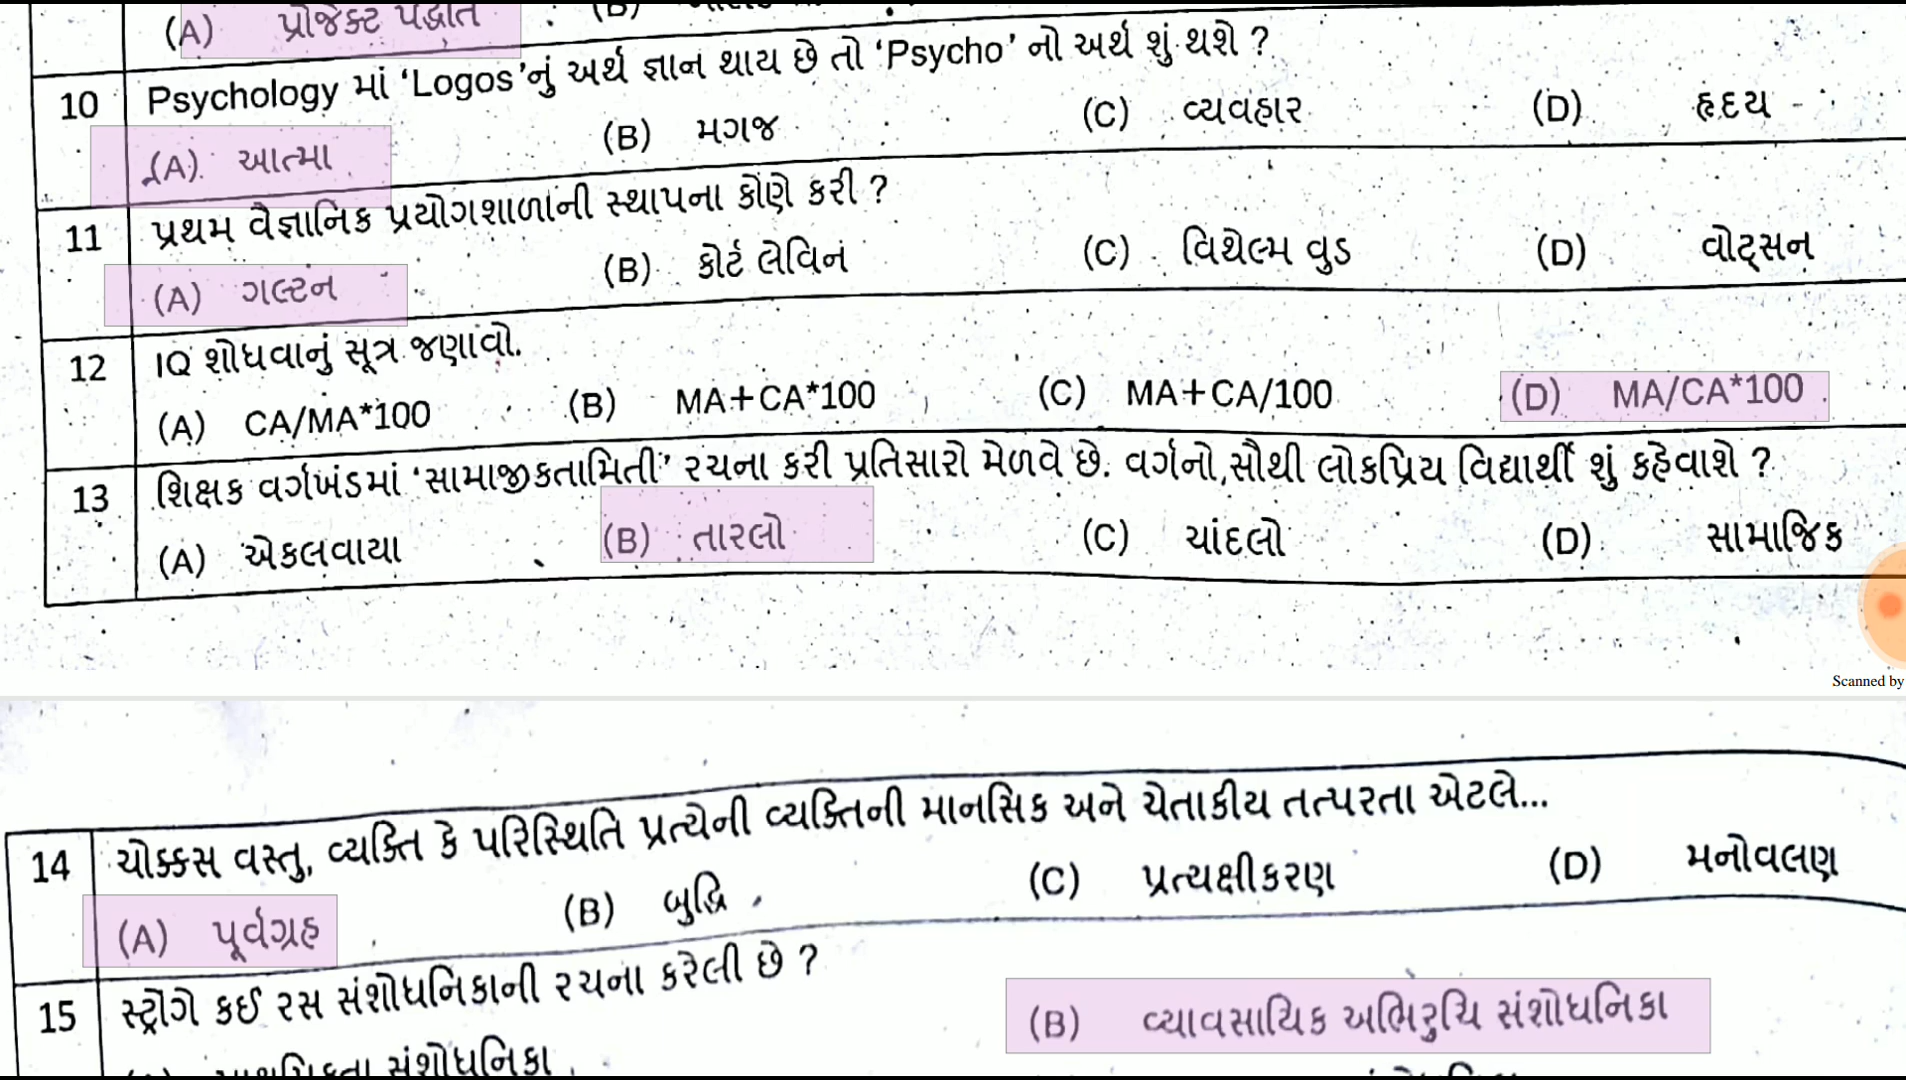 (A) પ્રોજેક્ટ પદ્ધતિ (B)
10 Psychology માં ‘Logos’નું અર્થ જ્ઞાન થાય છે તો ‘Psycho’ નો અર્થ શું થશે ?
(A) આત્મા (B) મગજ (C) વ્યવહાર (D) હૃદય
11 પ્રથમ વૈજ્ઞાનિક પ્રયોગશાળાની સ્થાપના કોણે કરી ?
(A) ગલ્ટન (B) કોર્ટ લેવિન (C) વિથેલ્મ વુડ (D) વોટ્સન
12 IQ શોધવાનું સૂત્ર જણાવો.
(A) CA/MA*100 (B) MA+CA*100 (C) MA+CA/100 (D) MA/CA*100
13 શિક્ષક વર્ગખંડમાં ‘સામાજીકતામિતી’ રચના કરી પ્રતિસારો મેળવે છે. વર્ગનો સૌથી લોકપ્રિય વિદ્યાર્થી શું કહેવાશે ?
(A) એકલવાયા (B) તારલો (C) ચાંદલો (D) સામાજિક
Scanned by
14 ચોક્કસ વસ્તુ, વ્યક્તિ કે પરિસ્થિતિ પ્રત્યેની વ્યક્તિની માનસિક અને ચેતાકીય તત્પરતા એટલે...
(A) પૂર્વગ્રહ (B) બુદ્ધિ (C) પ્રત્યક્ષીકરણ (D) મનોવલણ
15 સ્ટ્રોંગે કઈ રસ સંશોધનિકાની રચના કરેલી છે ?
(B) વ્યાવસાયિક અભિરુચિ સંશોધનિકા
સંશોધનિકા